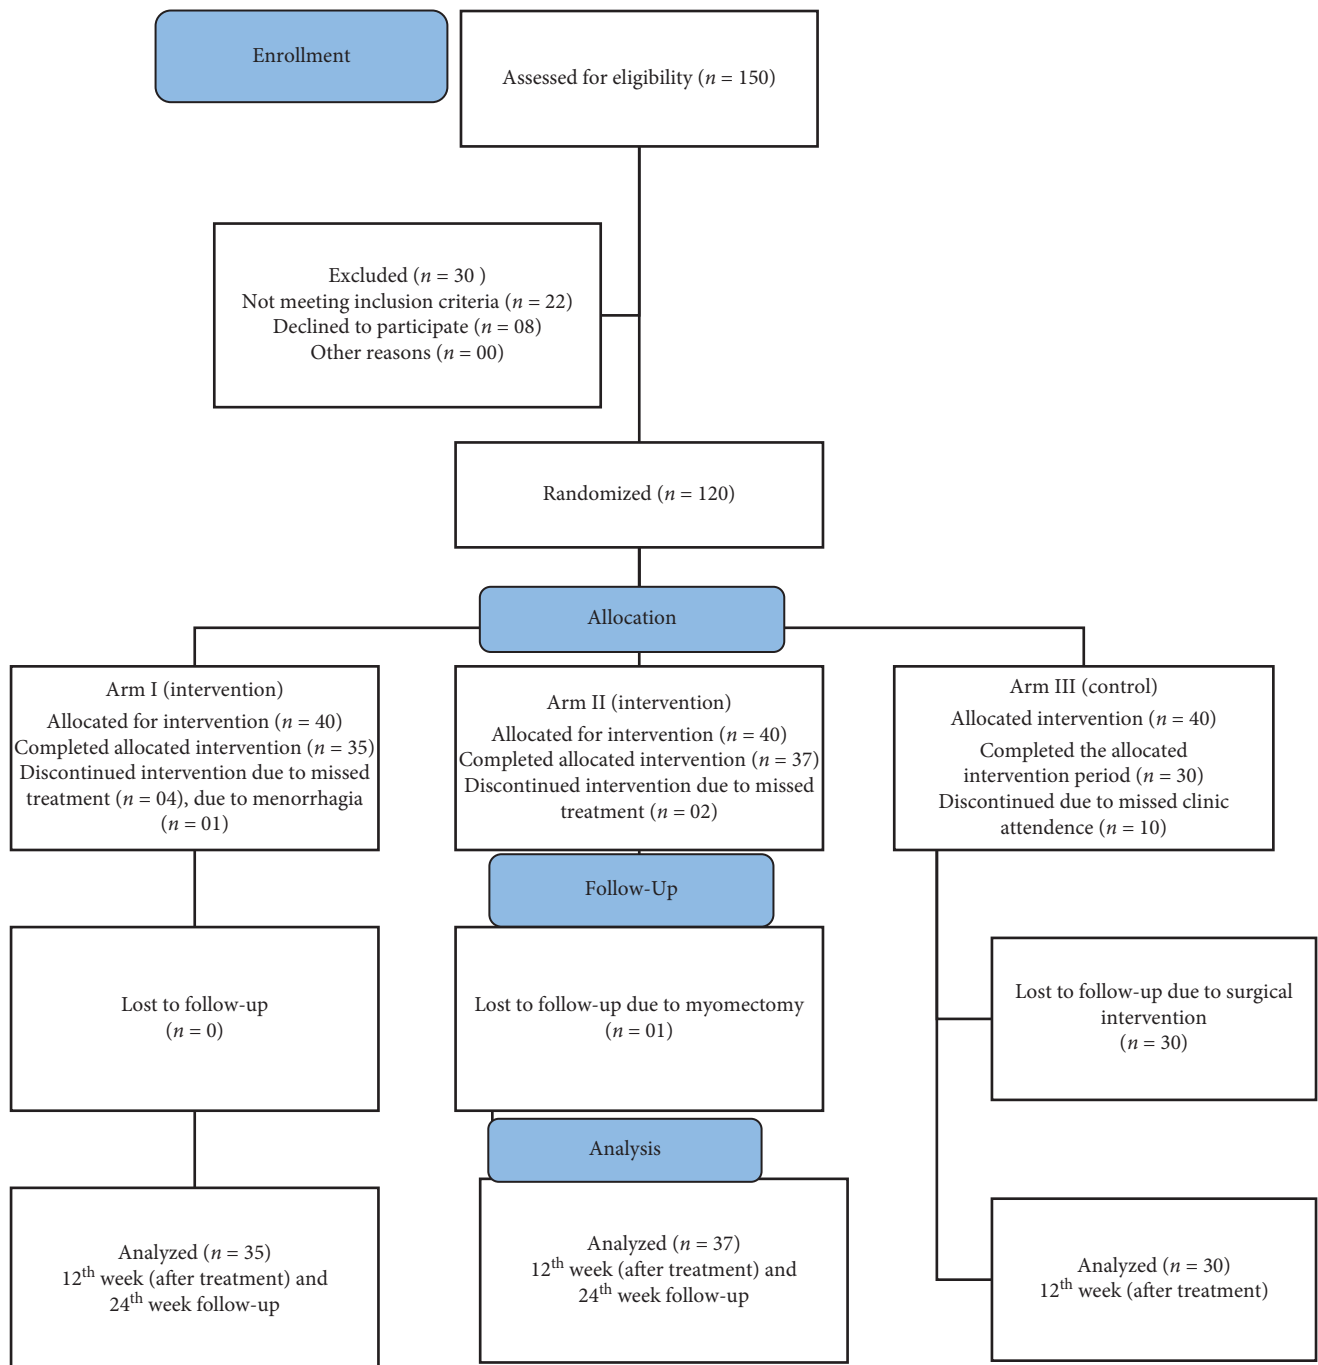 Enrollment
Assessed for eligibility (n = 150)
Excluded (n = 30 )
Not meeting inclusion criteria (n = 22)
Declined to participate (n = 08)
Other reasons (n = 00)
Randomized (n = 120)
Allocation
Arm I (intervention)
Allocated for intervention (n = 40)
Completed allocated intervention (n = 35)
Discontinued intervention due to missed
treatment (n = 04), due to menorrhagia
(n = 01)
Arm II (intervention)
Allocated for intervention (n = 40)
Completed allocated intervention (n = 37)
Discontinued intervention due to missed
treatment (n = 02)
Arm III (control)
Allocated intervention (n = 40)
Completed the allocated
intervention period (n = 30)
Discontinued due to missed clinic
attendence (n = 10)
Follow-Up
Lost to follow-up
(n = 0)
Lost to follow-up due to myomectomy
(n = 01)
Lost to follow-up due to surgical
intervention
(n = 30)
Analysis
Analyzed (n = 35)
12th week (after treatment) and
24th week follow-up
Analyzed (n = 37)
12th week (after treatment) and
24th week follow-up
Analyzed (n = 30)
12th week (after treatment)